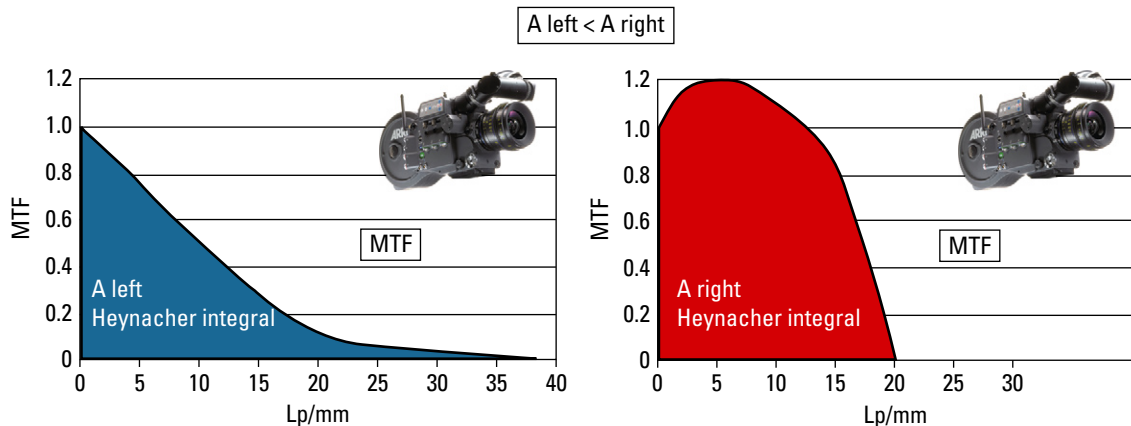 A left < A right
1.2
1.0
0.8
0.6
0.4
0.2
0
MTF
MTF
A left
Heynacher integral
0 5 10 15 20 25 30 35 40
Lp/mm
1.2
1.0
0.8
0.6
0.4
0.2
0
MTF
MTF
A right
Heynacher integral
0 5 10 15 20 25 30
Lp/mm